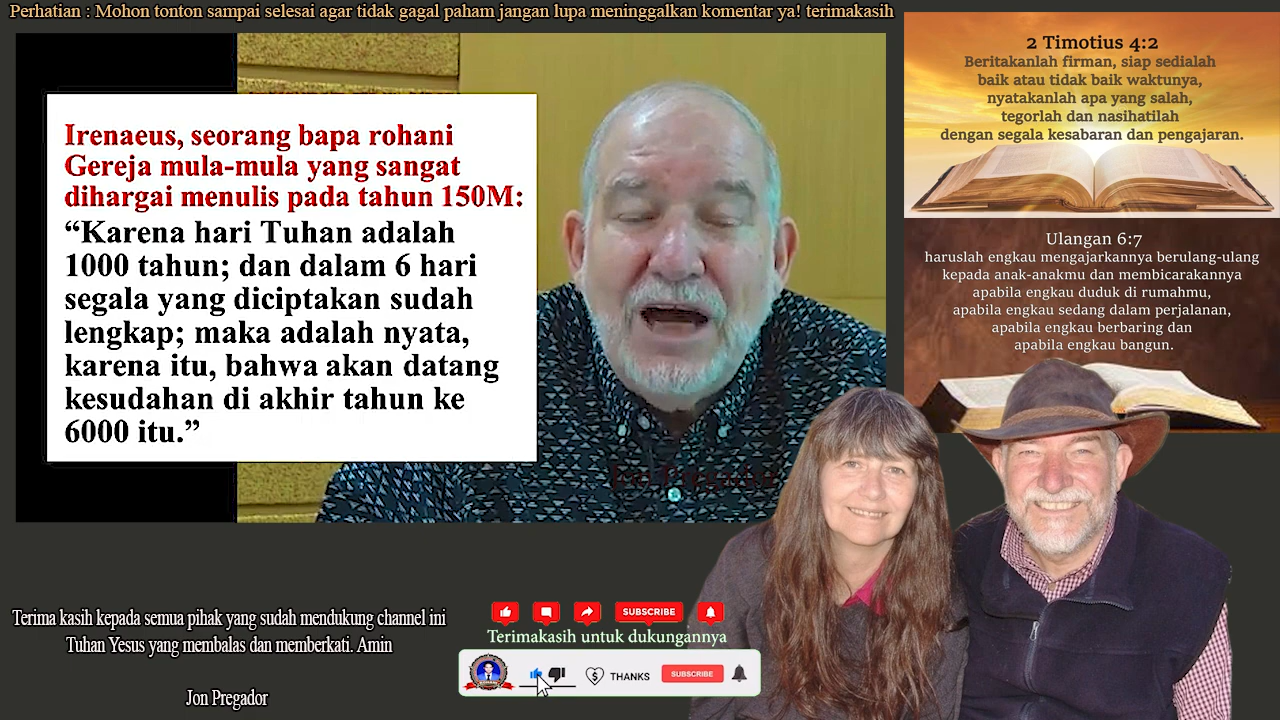 Perhatian : Mohon tonton sampai selesai agar tidak gagal paham jangan lupa meninggalkan komentar ya! terimakasih
Irenaeus, seorang bapa rohani
Gereja mula-mula yang sangat
dihargai menulis pada tahun 150M:
“Karena hari Tuhan adalah
1000 tahun; dan dalam 6 hari
segala yang diciptakan sudah
lengkap; maka adalah nyata,
karena itu, bahwa akan datang
kesudahan di akhir tahun ke
6000 itu.”
2 Timotius 4:2
Beritakanlah firman, siap sedialah
baik atau tidak baik waktunya,
nyatakanlah apa yang salah,
tegorlah dan nasihatilah
dengan segala kesabaran dan pengajaran.
Ulangan 6:7
haruslah engkau mengajarkannya berulang-ulang
kepada anak-anakmu dan membicarakannya
apabila engkau duduk di rumahmu,
apabila engkau sedang dalam perjalanan,
apabila engkau berbaring dan
apabila engkau bangun.
Jon Pregador
Terima kasih kepada semua pihak yang sudah mendukung channel ini
Tuhan Yesus yang membalas dan memberkati. Amin
Jon Pregador
SUBSCRIBE
Terimakasih untuk dukungannya
THANKS
SUBSCRIBE